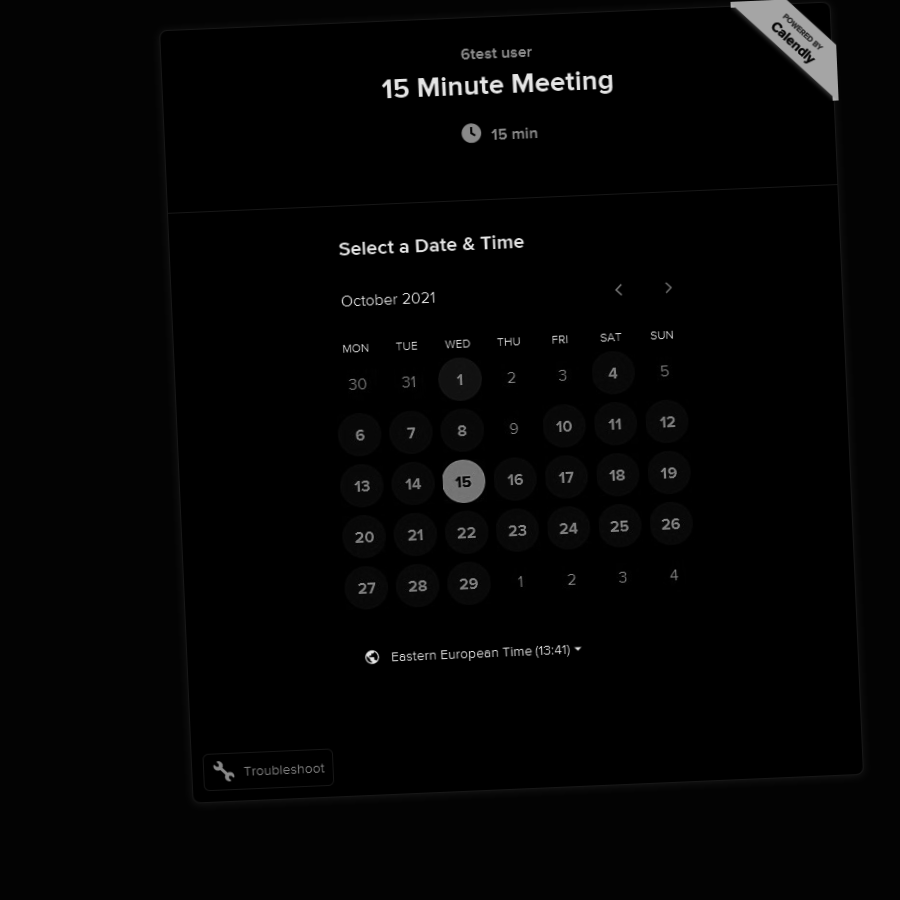 POWERED BY
Calendly
6test user
15 Minute Meeting
15 min
Select a Date & Time
October 2021
MON TUE WED THU FRI SAT SUN
30 31 1 2 3 4 5
6 7 8 9 10 11 12
13 14 15 16 17 18 19
20 21 22 23 24 25 26
27 28 29 1 2 3 4
Eastern European Time (13:41)
Troubleshoot